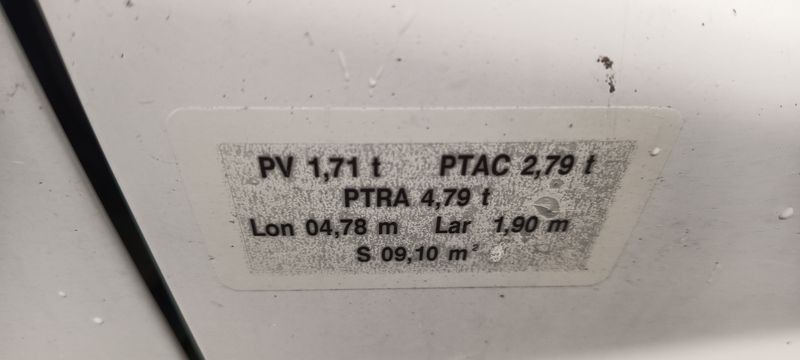 PV 1,71 t PTAC 2,79 t
PTRA 4,79 t
Lon 04,78 m Lar 1,90 m
S 09,10 m²